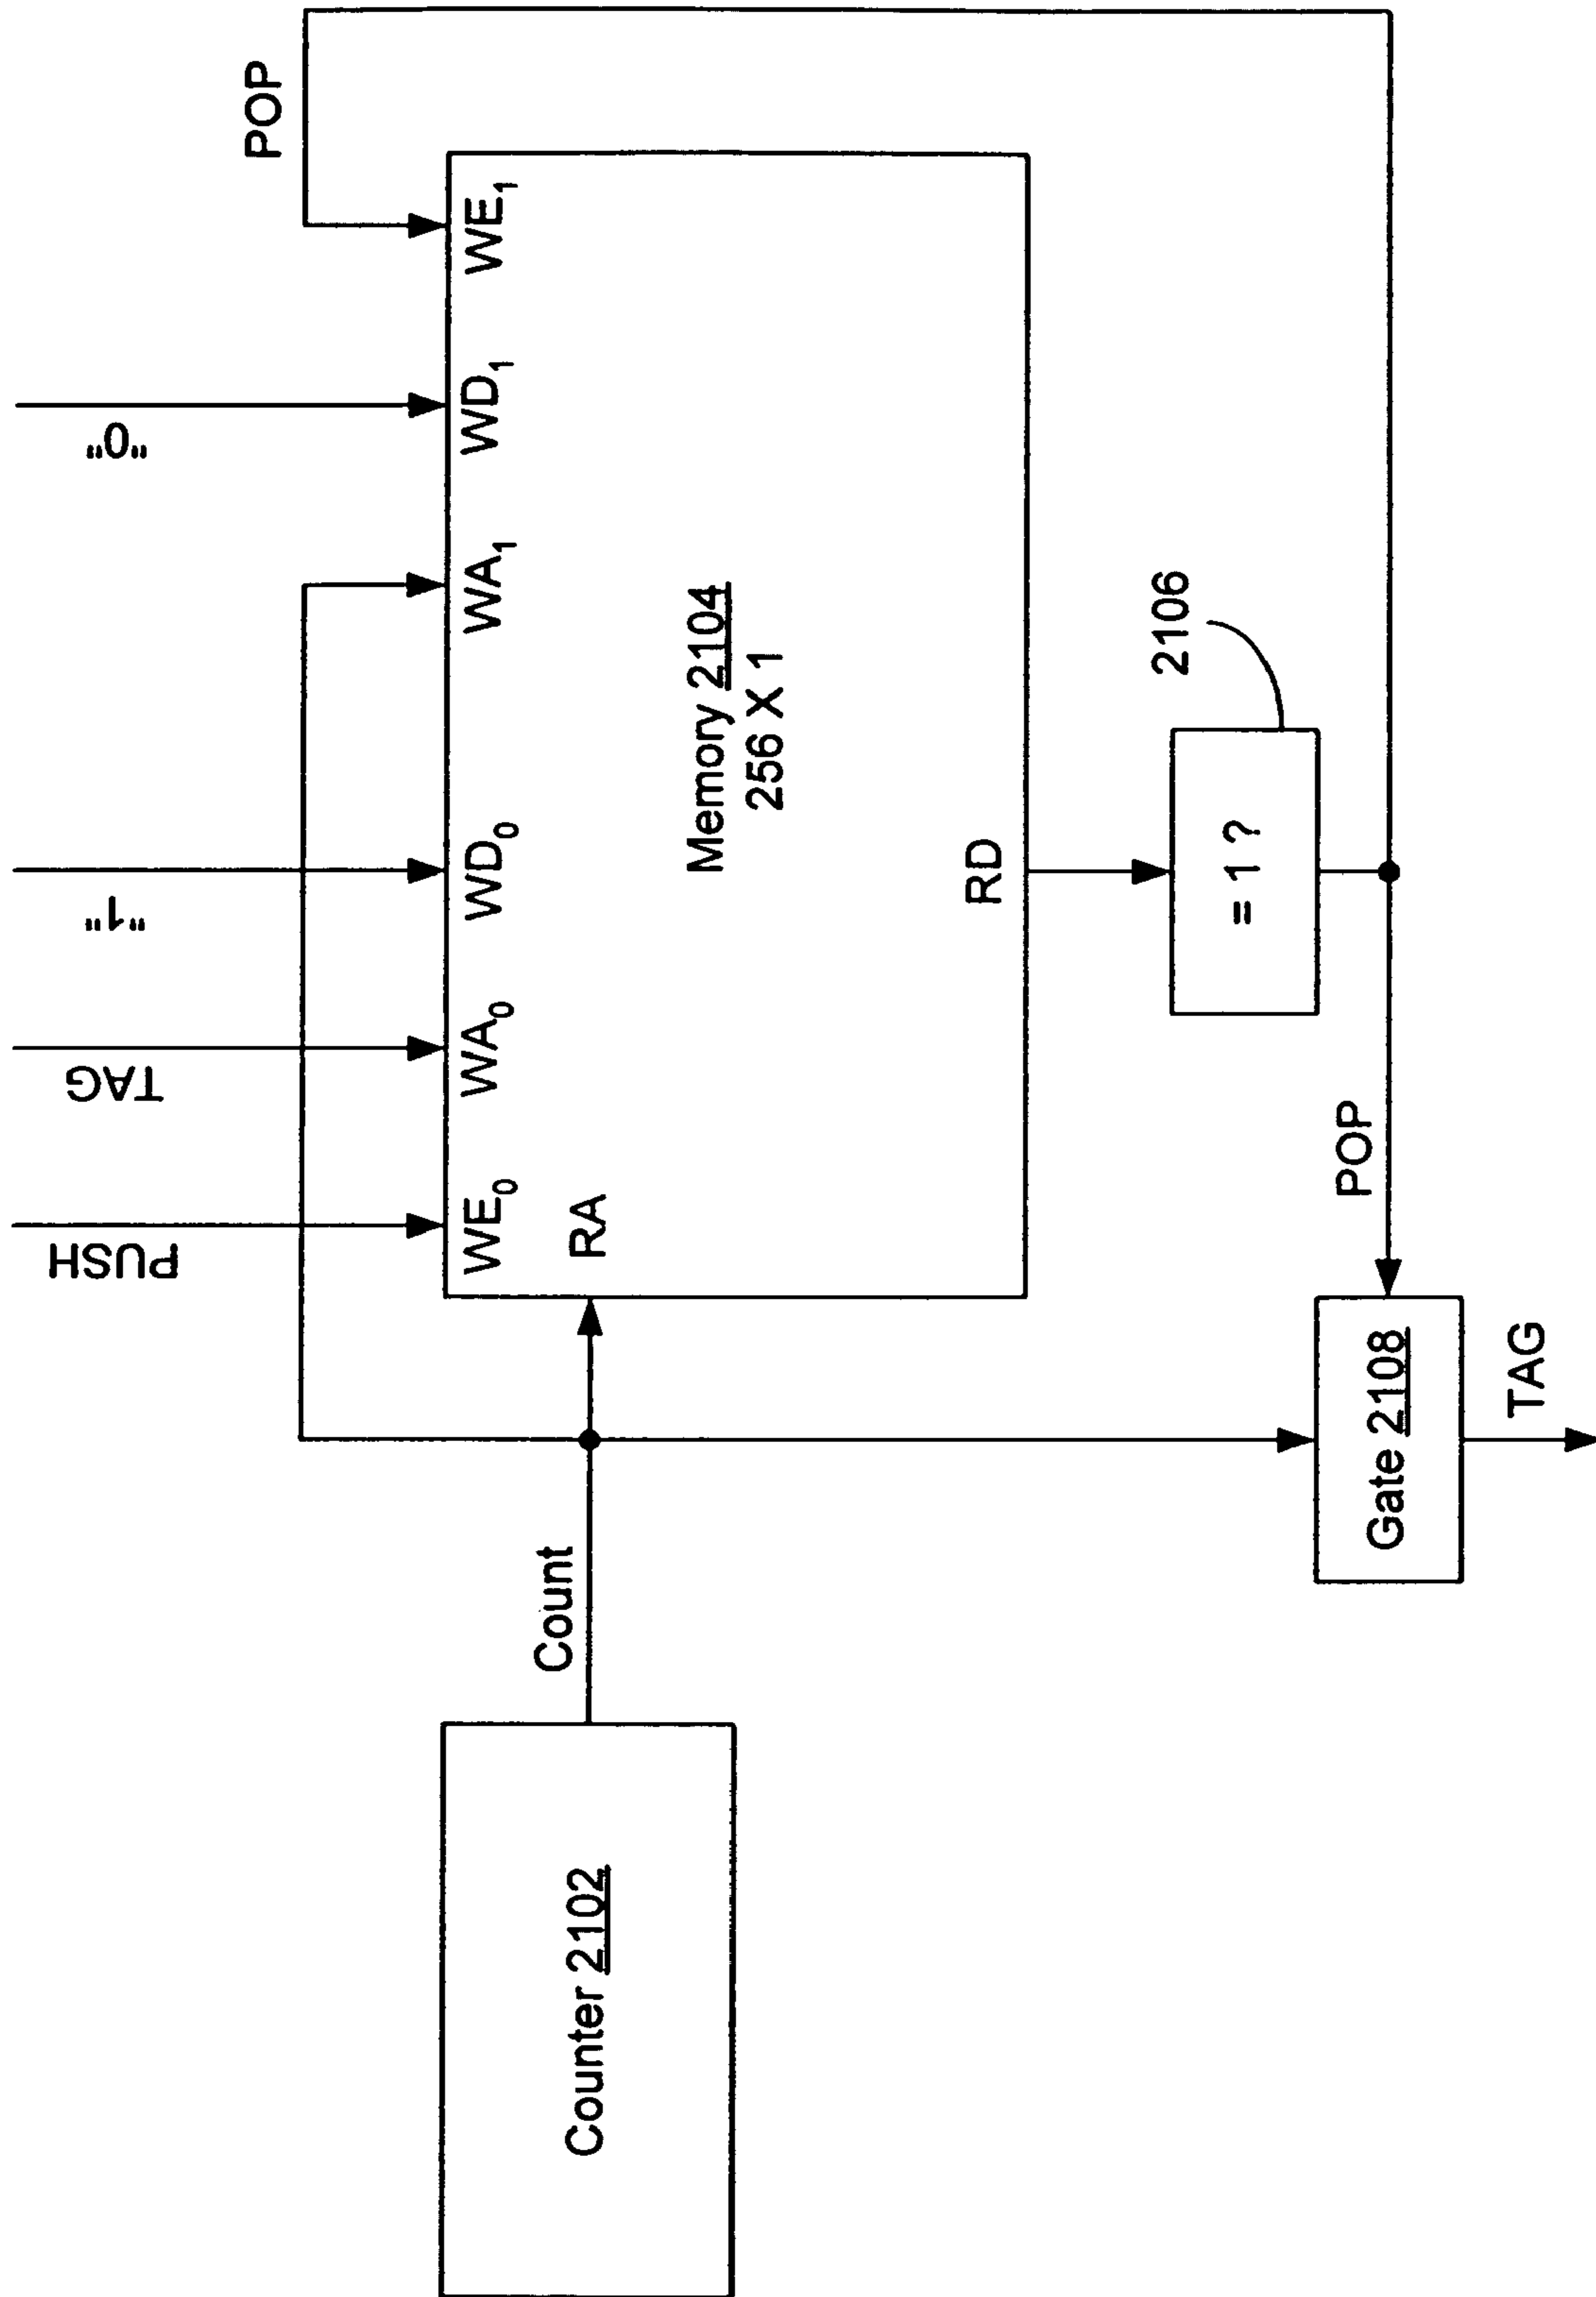 PUSH
TAG
"1"
"0"
POP
WE0
WA0
WD0
WA1
WD1
WE1
RA
Count
Counter 2102
Memory 2104
256 X 1
RD
= 1 ?
2106
POP
Gate 2108
TAG